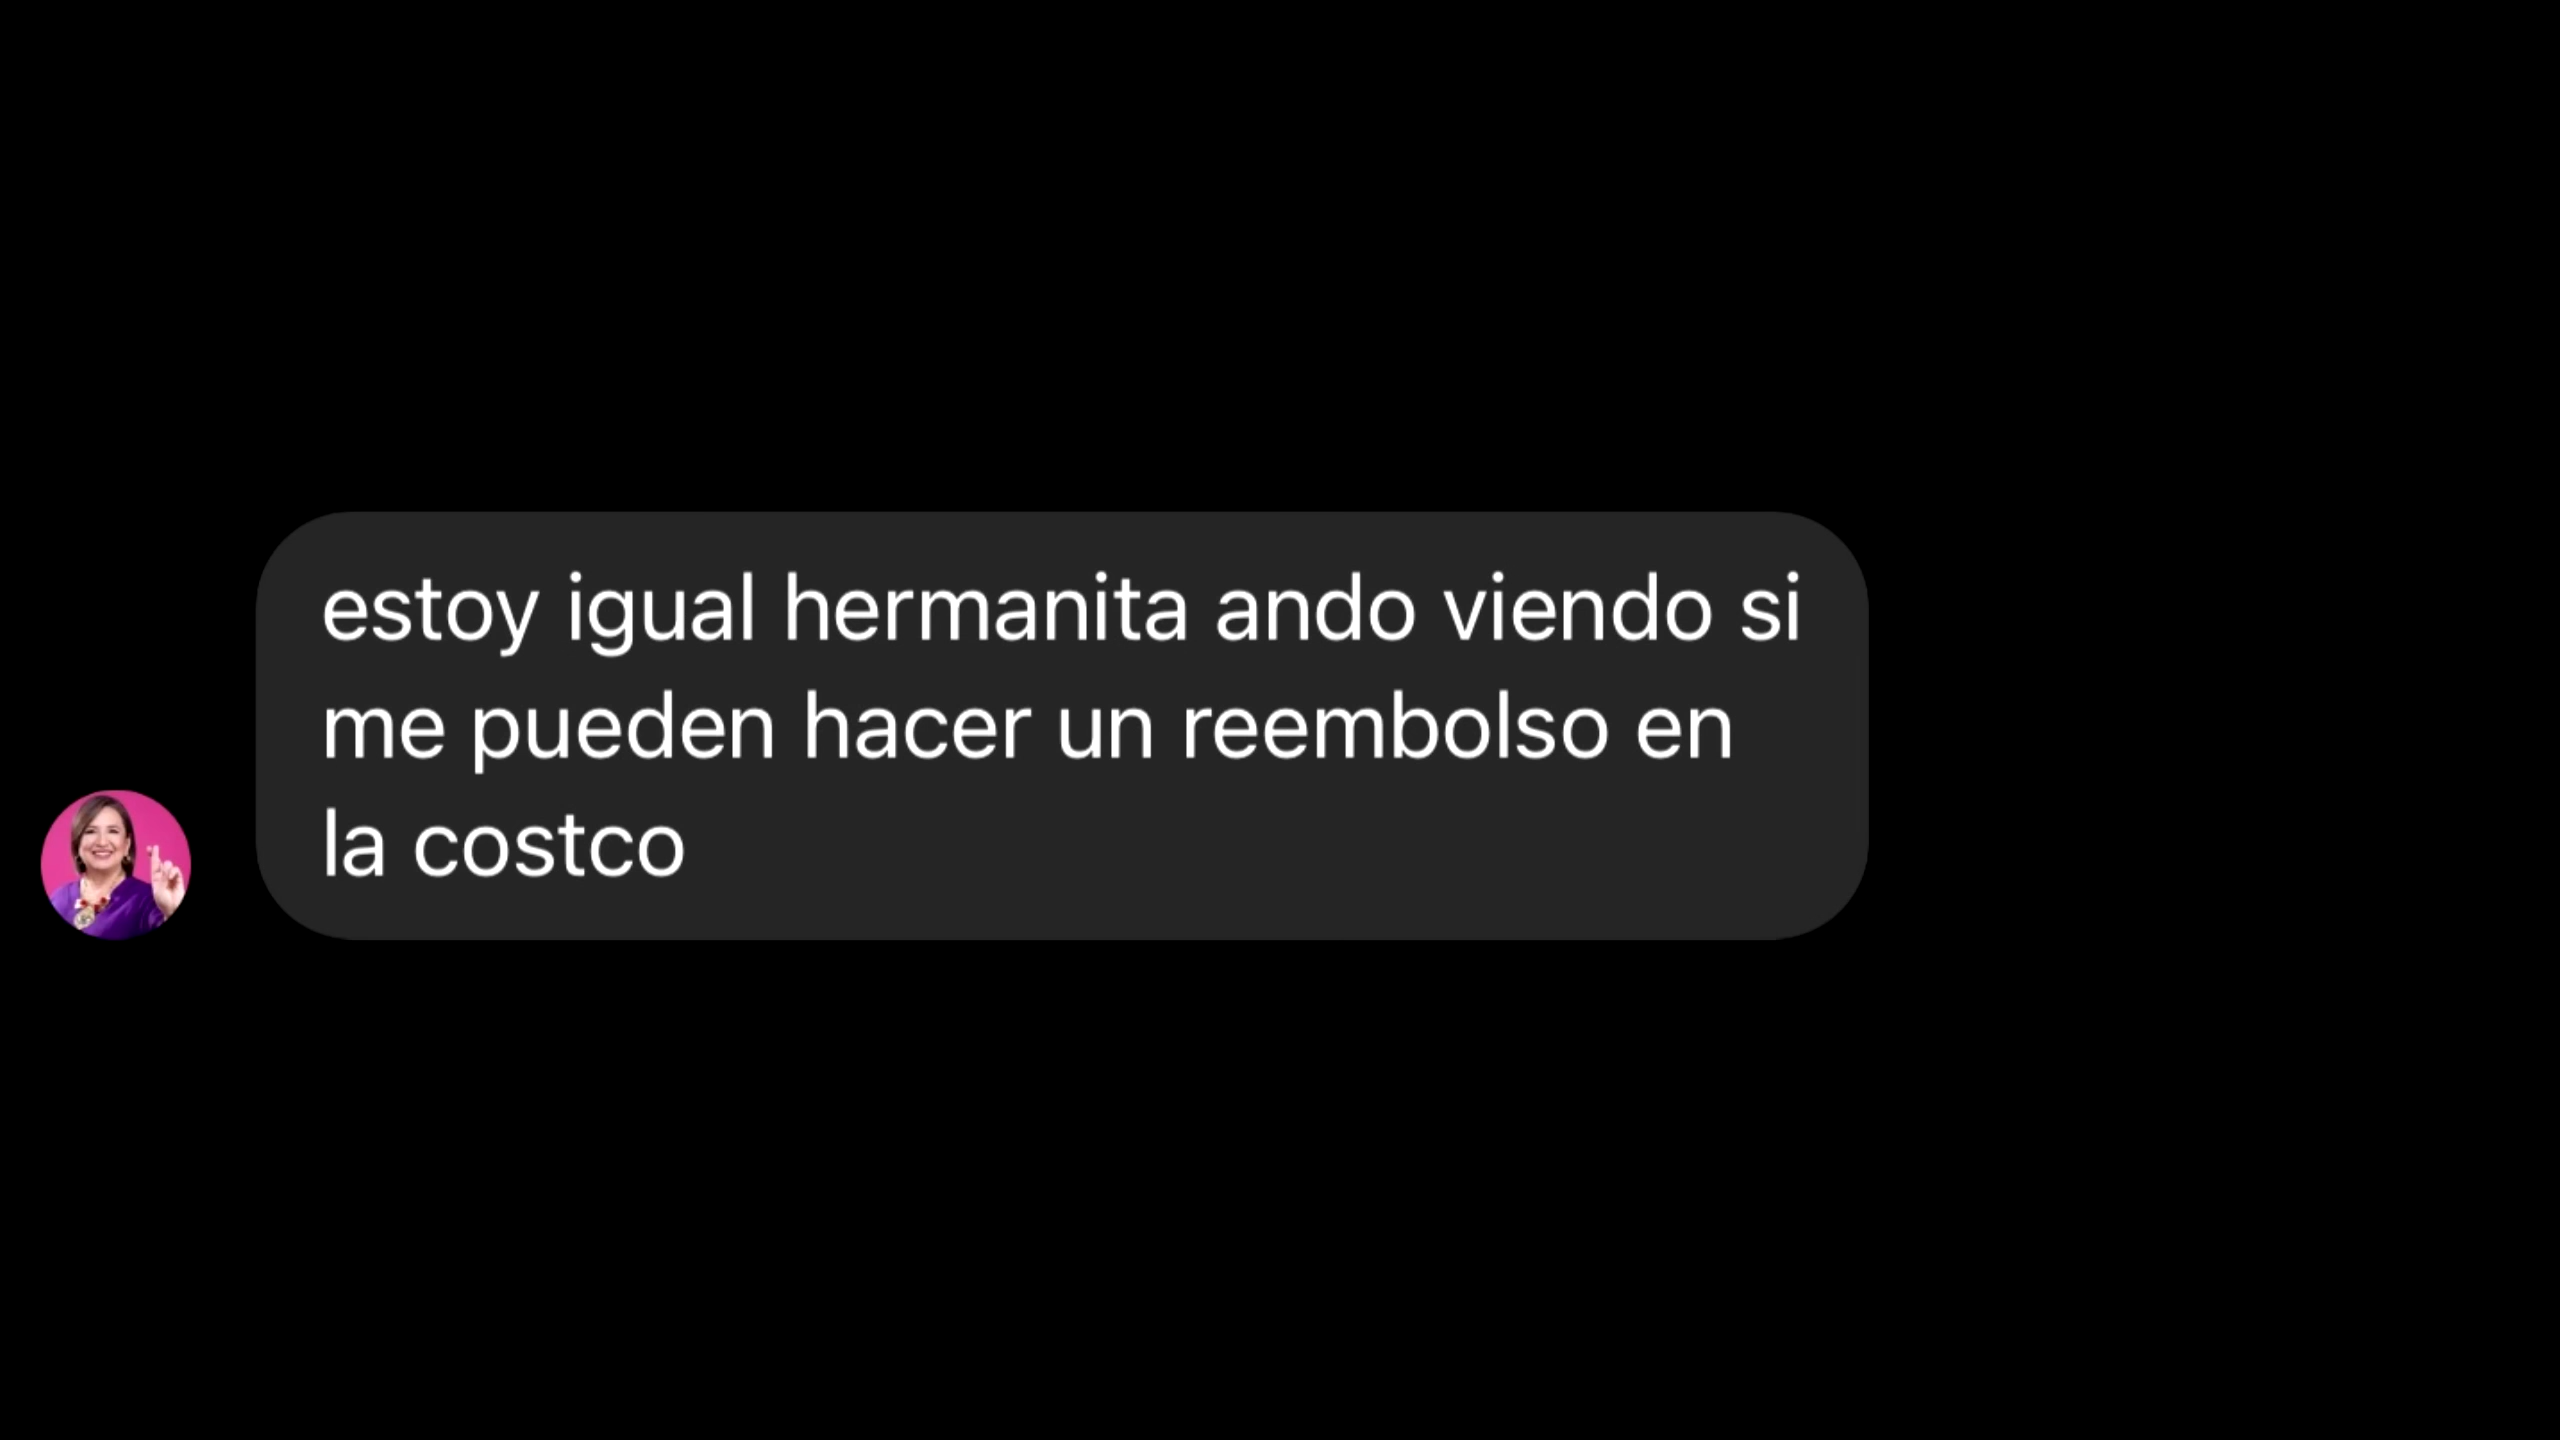 estoy igual hermanita ando viendo si
me pueden hacer un reembolso en
la costco